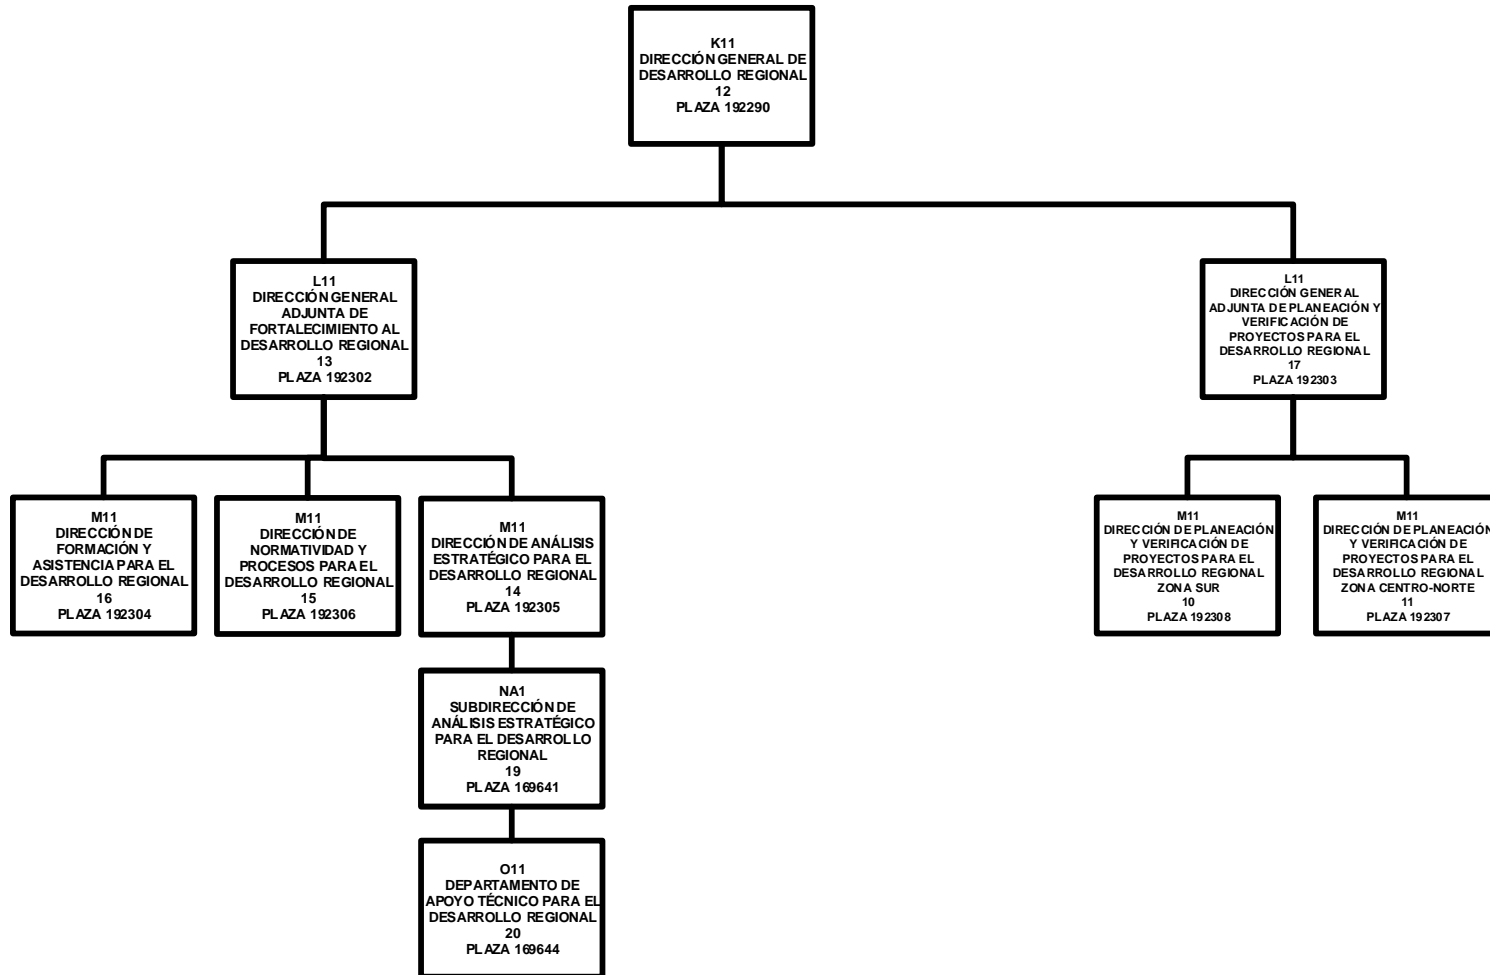 K11
DIRECCIÓN GENERAL DE
DESARROLLO REGIONAL
12
PLAZA 192290
L11
DIRECCIÓN GENERAL
ADJUNTA DE
FORTALECIMIENTO AL
DESARROLLO REGIONAL
13
PLAZA 192302
L11
DIRECCIÓN GENERAL
ADJUNTA DE PLANEACIÓN Y
VERIFICACIÓN DE
PROYECTOS PARA EL
DESARROLLO REGIONAL
17
PLAZA 192303
M11
DIRECCIÓN DE
FORMACIÓN Y
ASISTENCIA PARA EL
DESARROLLO REGIONAL
16
PLAZA 192304
M11
DIRECCIÓN DE
NORMATIVIDAD Y
PROCESOS PARA EL
DESARROLLO REGIONAL
15
PLAZA 192306
M11
DIRECCIÓN DE ANÁLISIS
ESTRATÉGICO PARA EL
DESARROLLO REGIONAL
14
PLAZA 192305
M11
DIRECCIÓN DE PLANEACIÓN
Y VERIFICACIÓN DE
PROYECTOS PARA EL
DESARROLLO REGIONAL
ZONA SUR
10
PLAZA 192308
M11
DIRECCIÓN DE PLANEACIÓN
Y VERIFICACIÓN DE
PROYECTOS PARA EL
DESARROLLO REGIONAL
ZONA CENTRO-NORTE
11
PLAZA 192307
NA1
SUBDIRECCIÓN DE
ANÁLISIS ESTRATÉGICO
PARA EL DESARROLLO
REGIONAL
19
PLAZA 169641
O11
DEPARTAMENTO DE
APOYO TÉCNICO PARA EL
DESARROLLO REGIONAL
20
PLAZA 169644